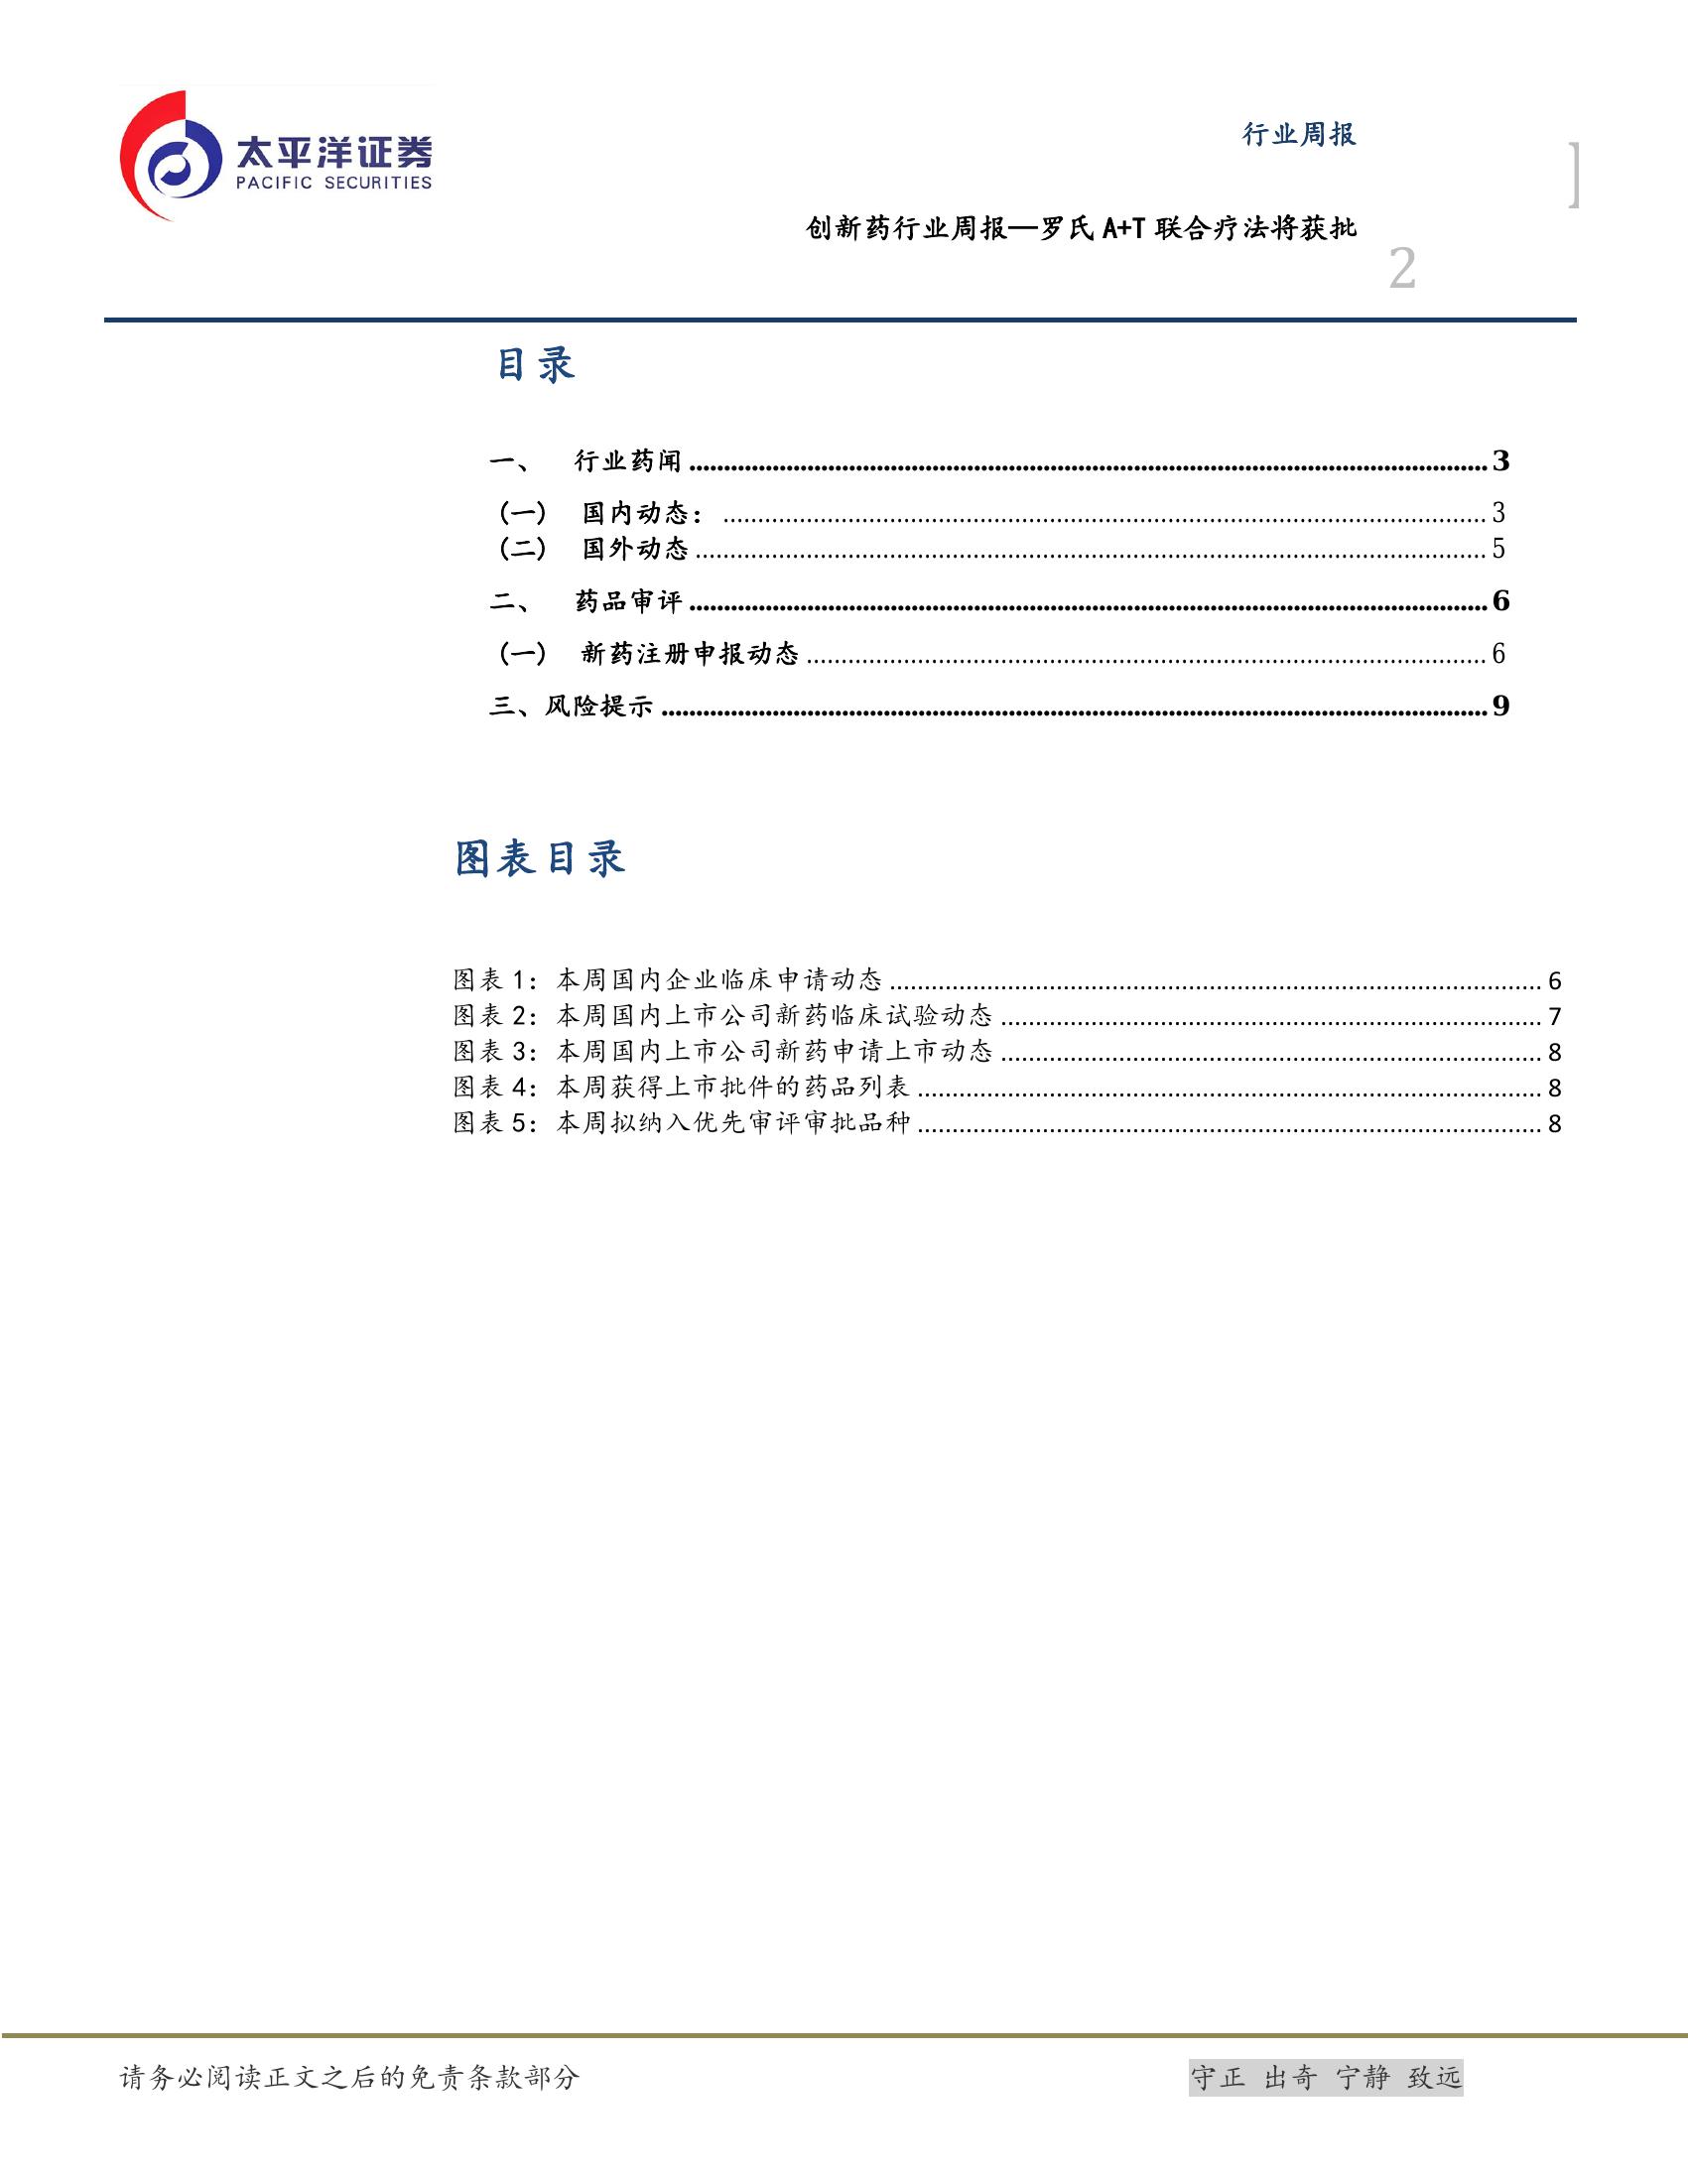 太平洋证券
PACIFIC SECURITIES
行业周报
创新药行业周报—罗氏 A+T 联合疗法将获批
2
目录
一、 行业药闻 3
(一) 国内动态: 3
(二) 国外动态 5
二、 药品审评 6
(一) 新药注册申报动态 6
三、风险提示 9
图表目录
图表 1: 本周国内企业临床申请动态 6
图表 2: 本周国内上市公司新药临床试验动态 7
图表 3: 本周国内上市公司新药申请上市动态 8
图表 4: 本周获得上市批件的药品列表 8
图表 5: 本周拟纳入优先审评审批品种 8
请务必阅读正文之后的免责条款部分
守正 出奇 宁静 致远